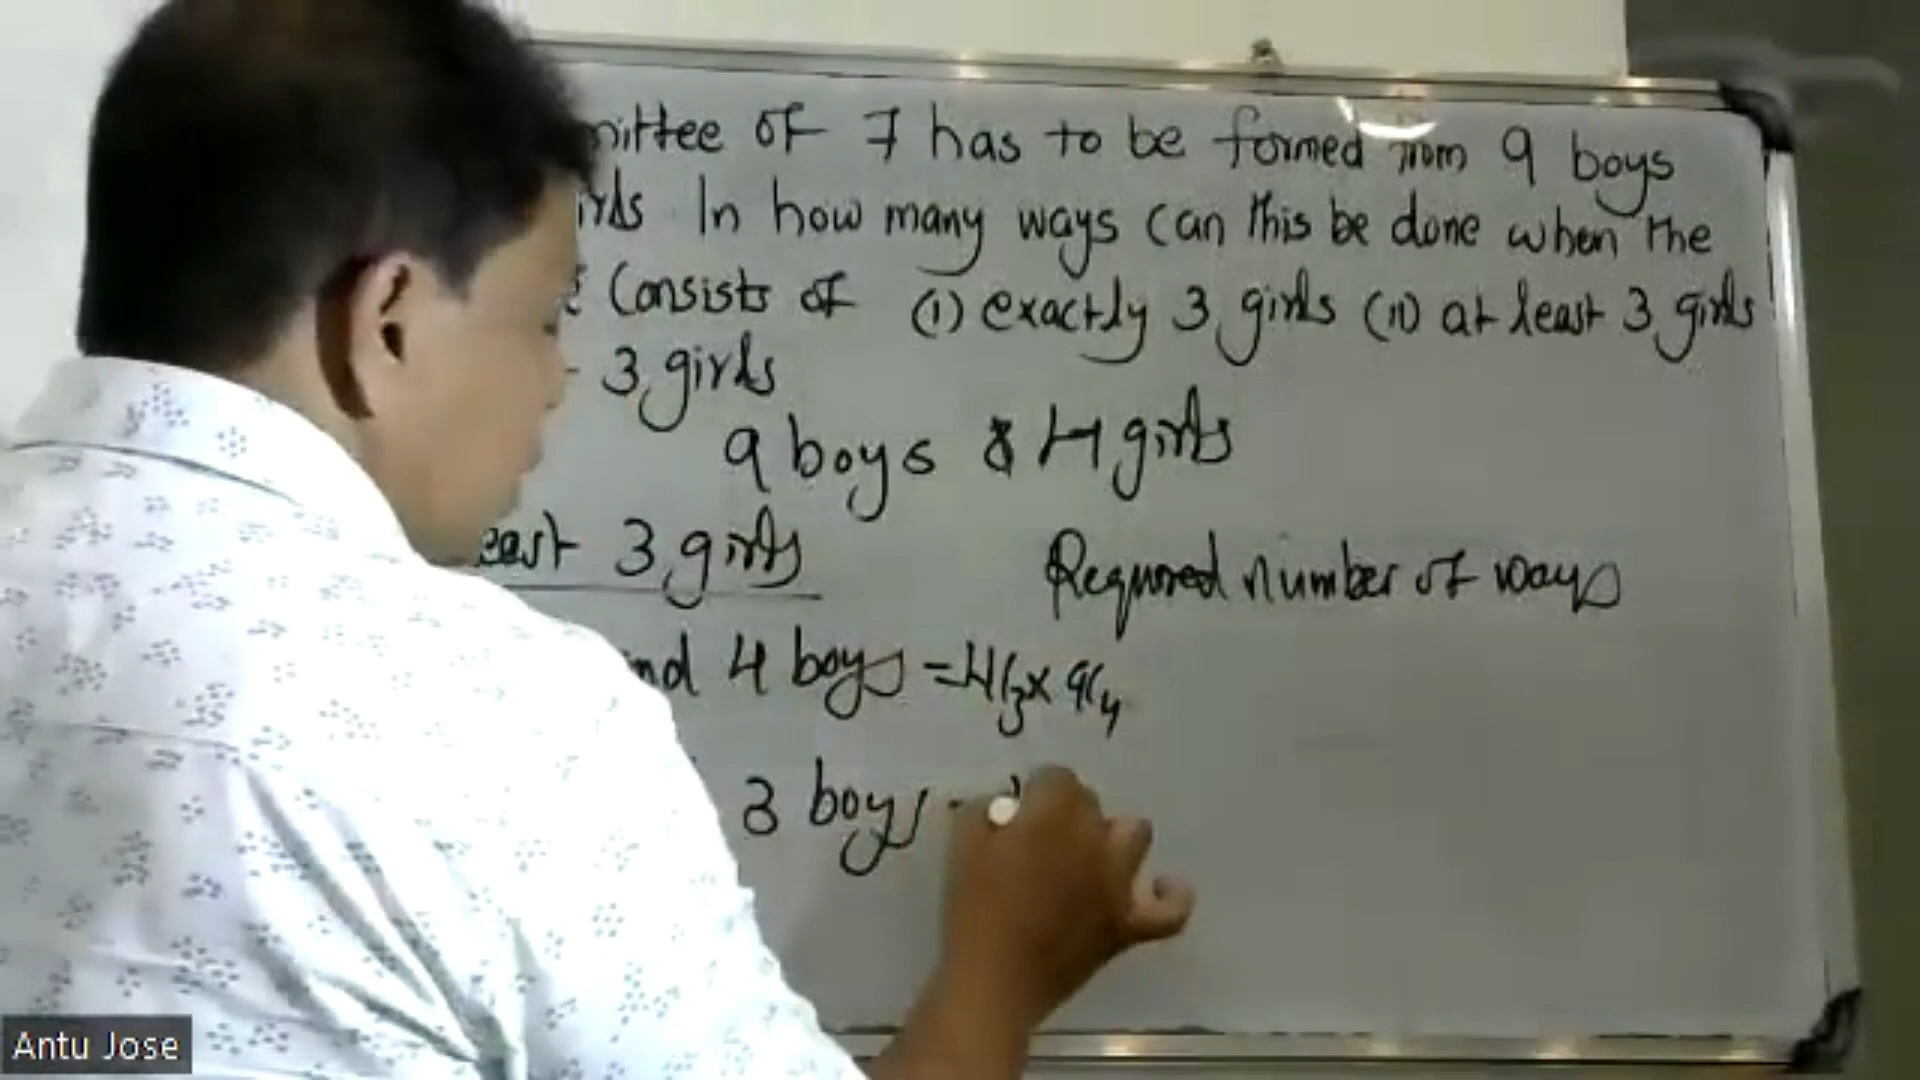 mittee of 7 has to be formed from 9 boys
irls In how many ways can this be done when the
e consists of (i) exactly 3 girls (ii) at least 3 girls
- 3 girls
9 boys & 4 girls
east 3 girls
Required number of ways
nd 4 boys = 4C3 x 9C4
3 boys -
Antu Jose